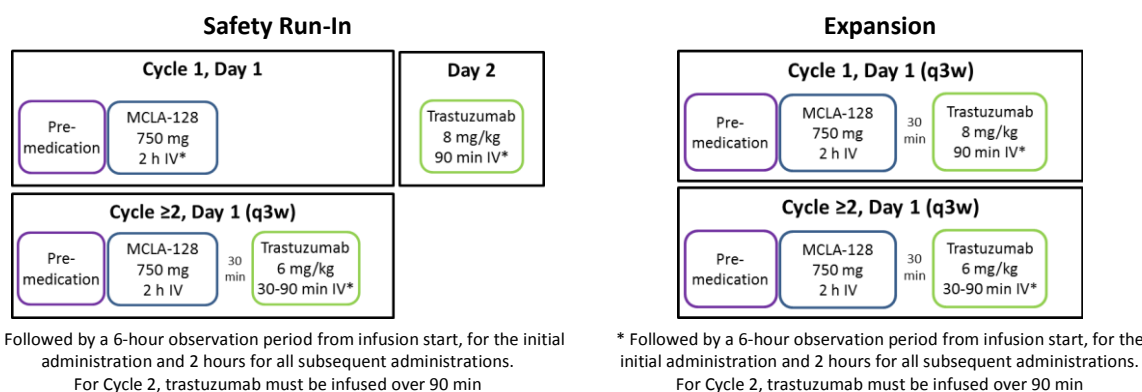 Safety Run-In
Cycle 1, Day 1
Pre-
medication
MCLA-128
750 mg
2 h IV*
Day 2
Trastuzumab
8 mg/kg
90 min IV*
Cycle ≥2, Day 1 (q3w)
Pre-
medication
MCLA-128
750 mg
2 h IV
30
min
Trastuzumab
6 mg/kg
30-90 min IV*
Followed by a 6-hour observation period from infusion start, for the initial
administration and 2 hours for all subsequent administrations.
For Cycle 2, trastuzumab must be infused over 90 min
Expansion
Cycle 1, Day 1 (q3w)
Pre-
medication
MCLA-128
750 mg
2 h IV
30
min
Trastuzumab
8 mg/kg
90 min IV*
Cycle ≥2, Day 1 (q3w)
Pre-
medication
MCLA-128
750 mg
2 h IV
30
min
Trastuzumab
6 mg/kg
30-90 min IV*
* Followed by a 6-hour observation period from infusion start, for the
initial administration and 2 hours for all subsequent administrations.
For Cycle 2, trastuzumab must be infused over 90 min